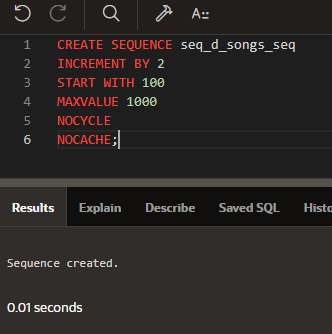 A::
1 CREATE SEQUENCE seq_d_songs_seq
2 INCREMENT BY 2
3 START WITH 100
4 MAXVALUE 1000
5 NOCYCLE
6 NOCACHE;
Results Explain Describe Saved SQL Histo
Sequence created.
0.01 seconds